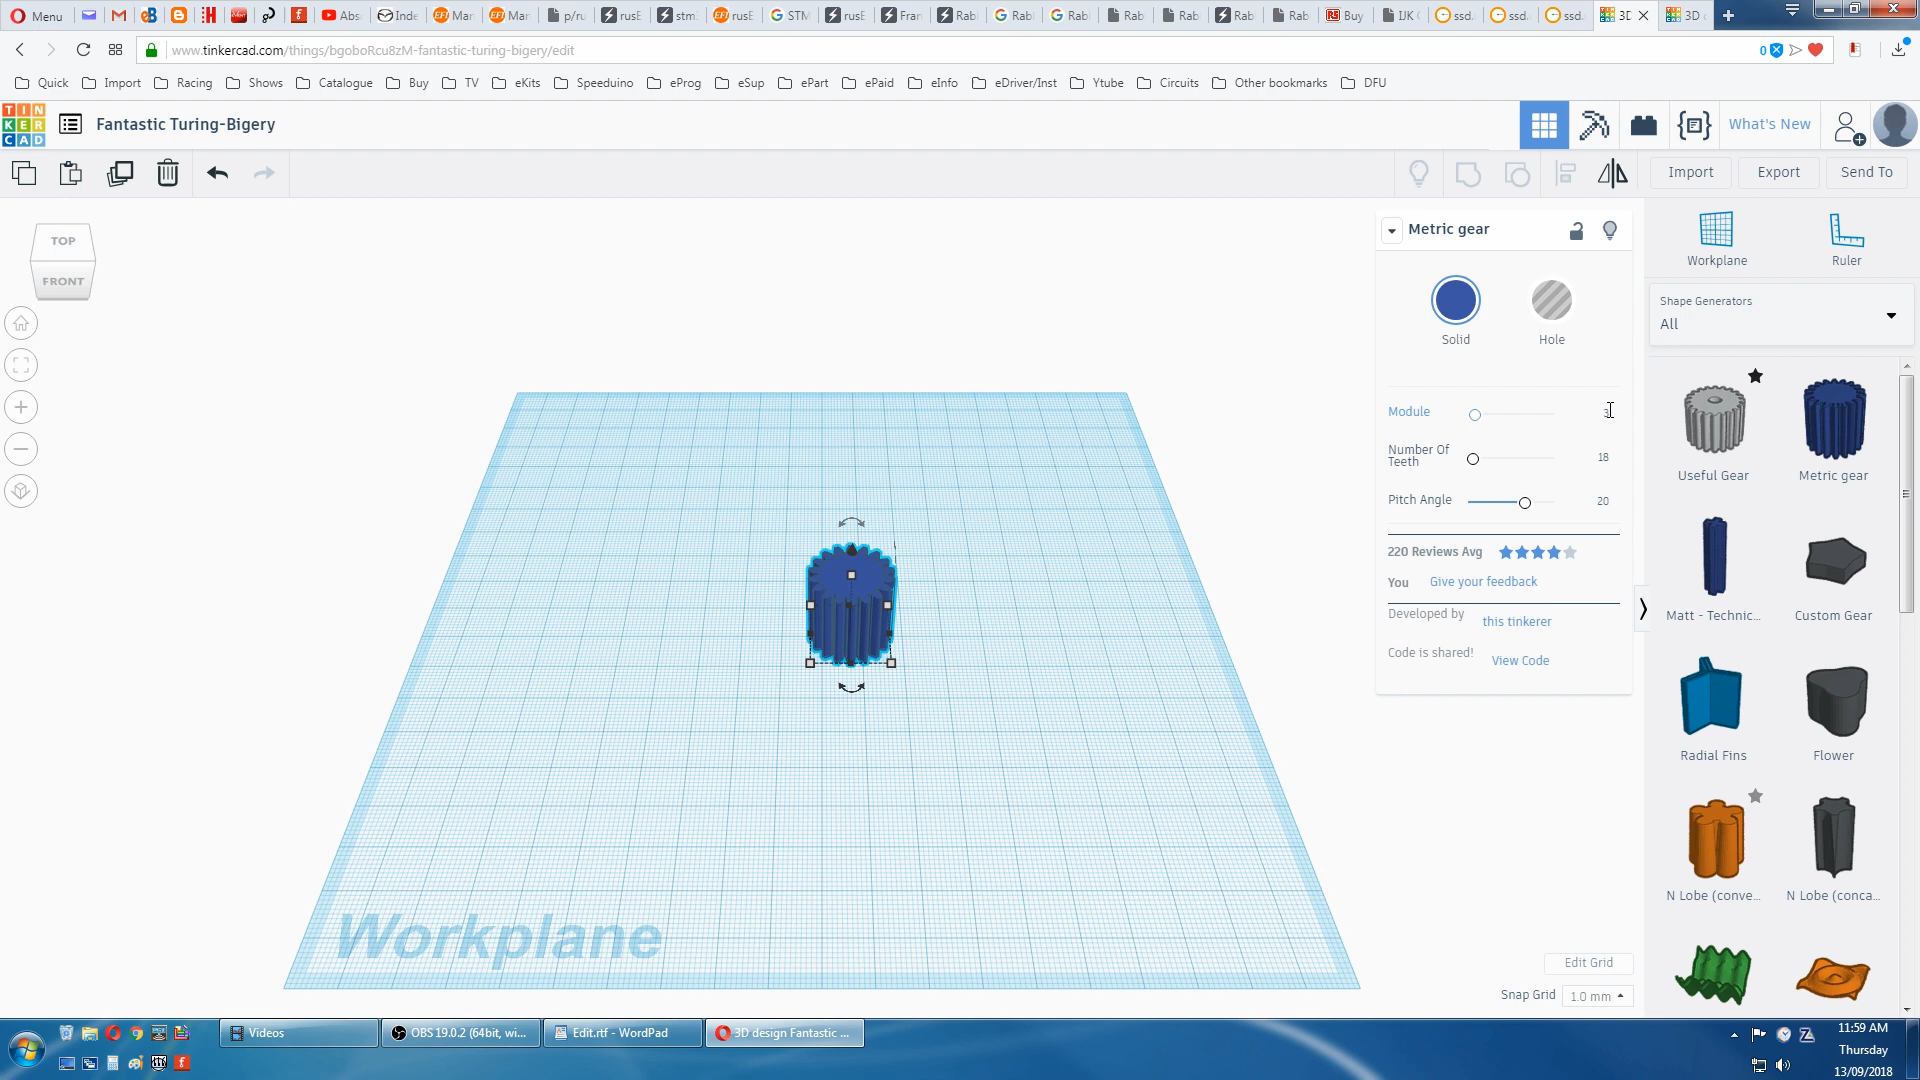 Menu
Abs
Inde
Mar
Mar
p/ru
rusE
stm
rusE
STM
rusE
Fran
Rabl
Rabl
Rabl
Rab
Rab
Rab
Rab
Buy
IJK
ssd.
ssd.
ssd.
3D
3D
www.tinkercad.com/things/bgoboRcu8zM-fantastic-turing-bigery/edit
0
Quick Import Racing Shows Catalogue Buy TV eKits Speeduino eProg eSup ePart ePaid eInfo eDriver/Inst Ytube Circuits Other bookmarks DFU
TIN
KER
CAD
Fantastic Turing-Bigery
What's New
Import
Export
Send To
TOP
FRONT
Metric gear
Solid
Hole
Module 3
Number Of Teeth 18
Pitch Angle 20
220 Reviews Avg
You Give your feedback
Developed by this tinkerer
Code is shared! View Code
Workplane
Ruler
Shape Generators
All
Useful Gear
Metric gear
Matt - Technic...
Custom Gear
Radial Fins
Flower
N Lobe (conve...
N Lobe (conca...
Workplane
Edit Grid
Snap Grid 1.0 mm
Videos
OBS 19.0.2 (64bit, wi...
Edit.rtf - WordPad
3D design Fantastic ...
11:59 AM
Thursday
13/09/2018